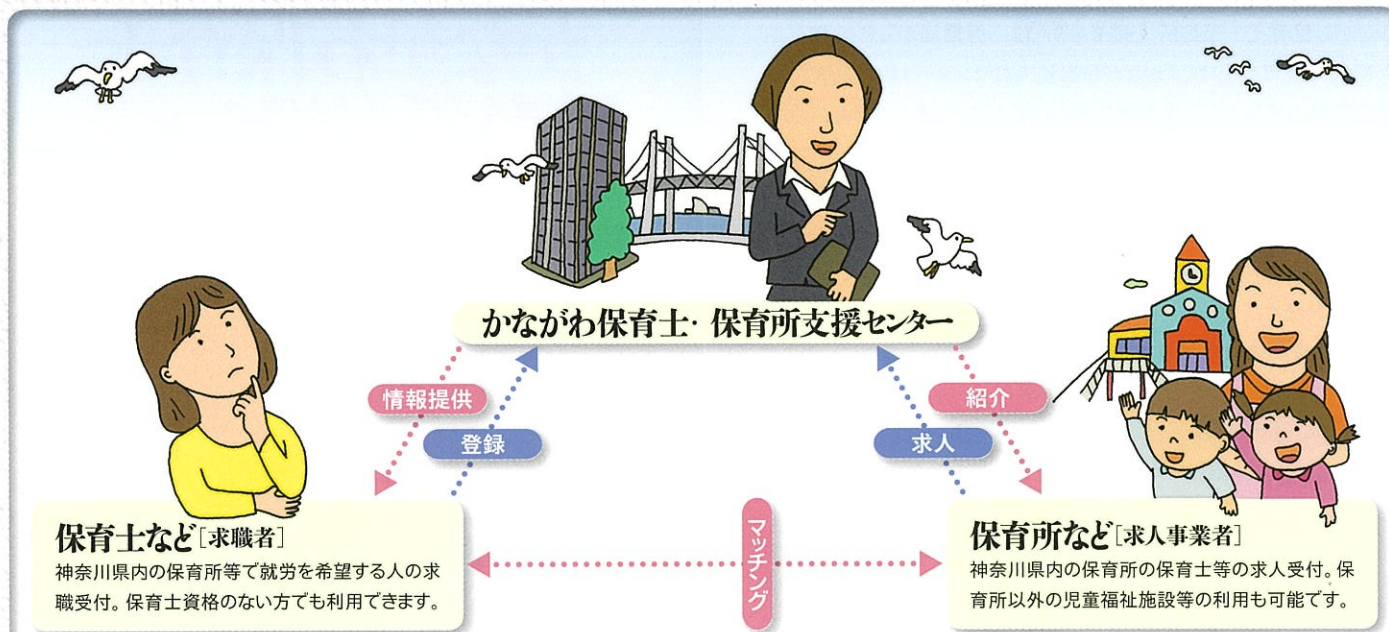 かながわ保育士・保育所支援センター
情報提供
登録
紹介
求人
マッチング
保育士など[求職者]
神奈川県内の保育所等で就労を希望する人の求
職受付。保育士資格のない方でも利用できます。
保育所など[求人事業者]
神奈川県内の保育所の保育士等の求人受付。保
育所以外の児童福祉施設等の利用も可能です。